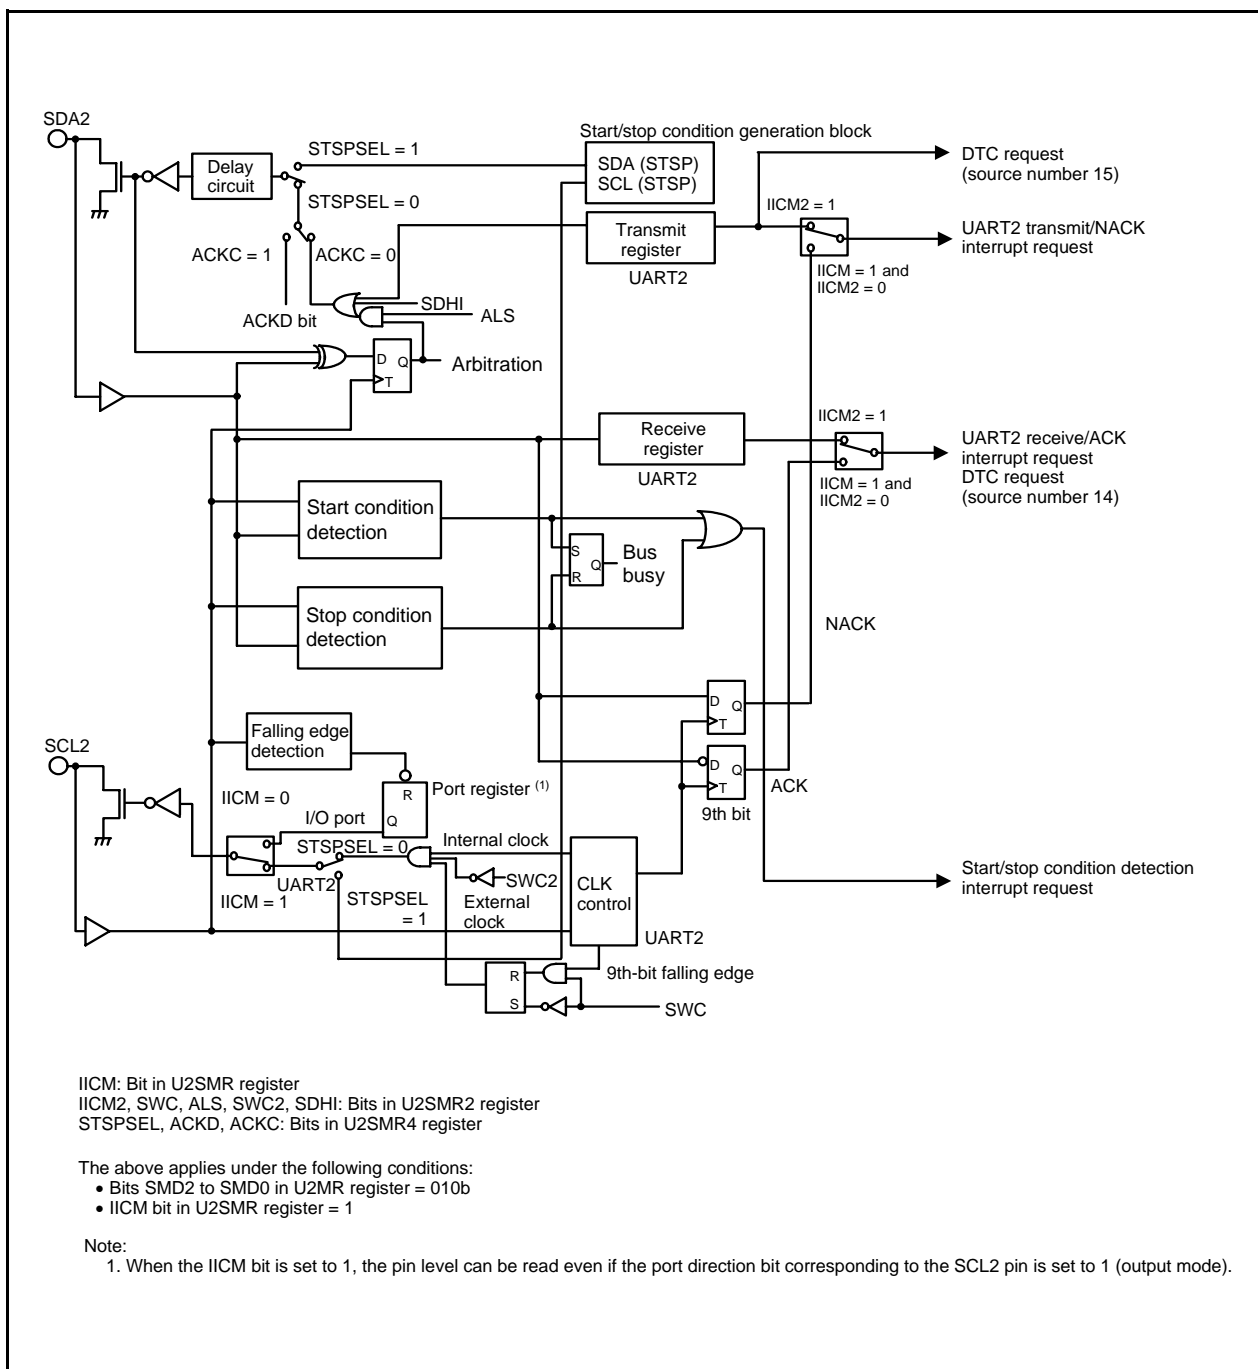 SDA2
Start/stop condition generation block
STSPSEL = 1
Delay
circuit
SDA (STSP)
SCL (STSP)
DTC request
(source number 15)
STSPSEL = 0
IICM2 = 1
Transmit
register
UART2 transmit/NACK
interrupt request
ACKC = 1
ACKC = 0
UART2
IICM = 1 and
IICM2 = 0
SDHI
ACKD bit
ALS
D
Q
T
Arbitration
IICM2 = 1
Receive
register
UART2
UART2 receive/ACK
interrupt request
DTC request
(source number 14)
IICM = 1 and
IICM2 = 0
Start condition
detection
S
Q
R
Bus
busy
Stop condition
detection
NACK
D
Q
T
SCL2
Falling edge
detection
D
Q
T
ACK
9th bit
R
Q
Port register (1)
IICM = 0
I/O port
Internal clock
STSPSEL = 0
UART2
SWC2
IICM = 1
STSPSEL
= 1
External
clock
CLK
control
UART2
Start/stop condition detection
interrupt request
R
S
9th-bit falling edge
SWC
IICM: Bit in U2SMR register
IICM2, SWC, ALS, SWC2, SDHI: Bits in U2SMR2 register
STSPSEL, ACKD, ACKC: Bits in U2SMR4 register
The above applies under the following conditions:
• Bits SMD2 to SMD0 in U2MR register = 010b
• IICM bit in U2SMR register = 1
Note:
1. When the IICM bit is set to 1, the pin level can be read even if the port direction bit corresponding to the SCL2 pin is set to 1 (output mode).